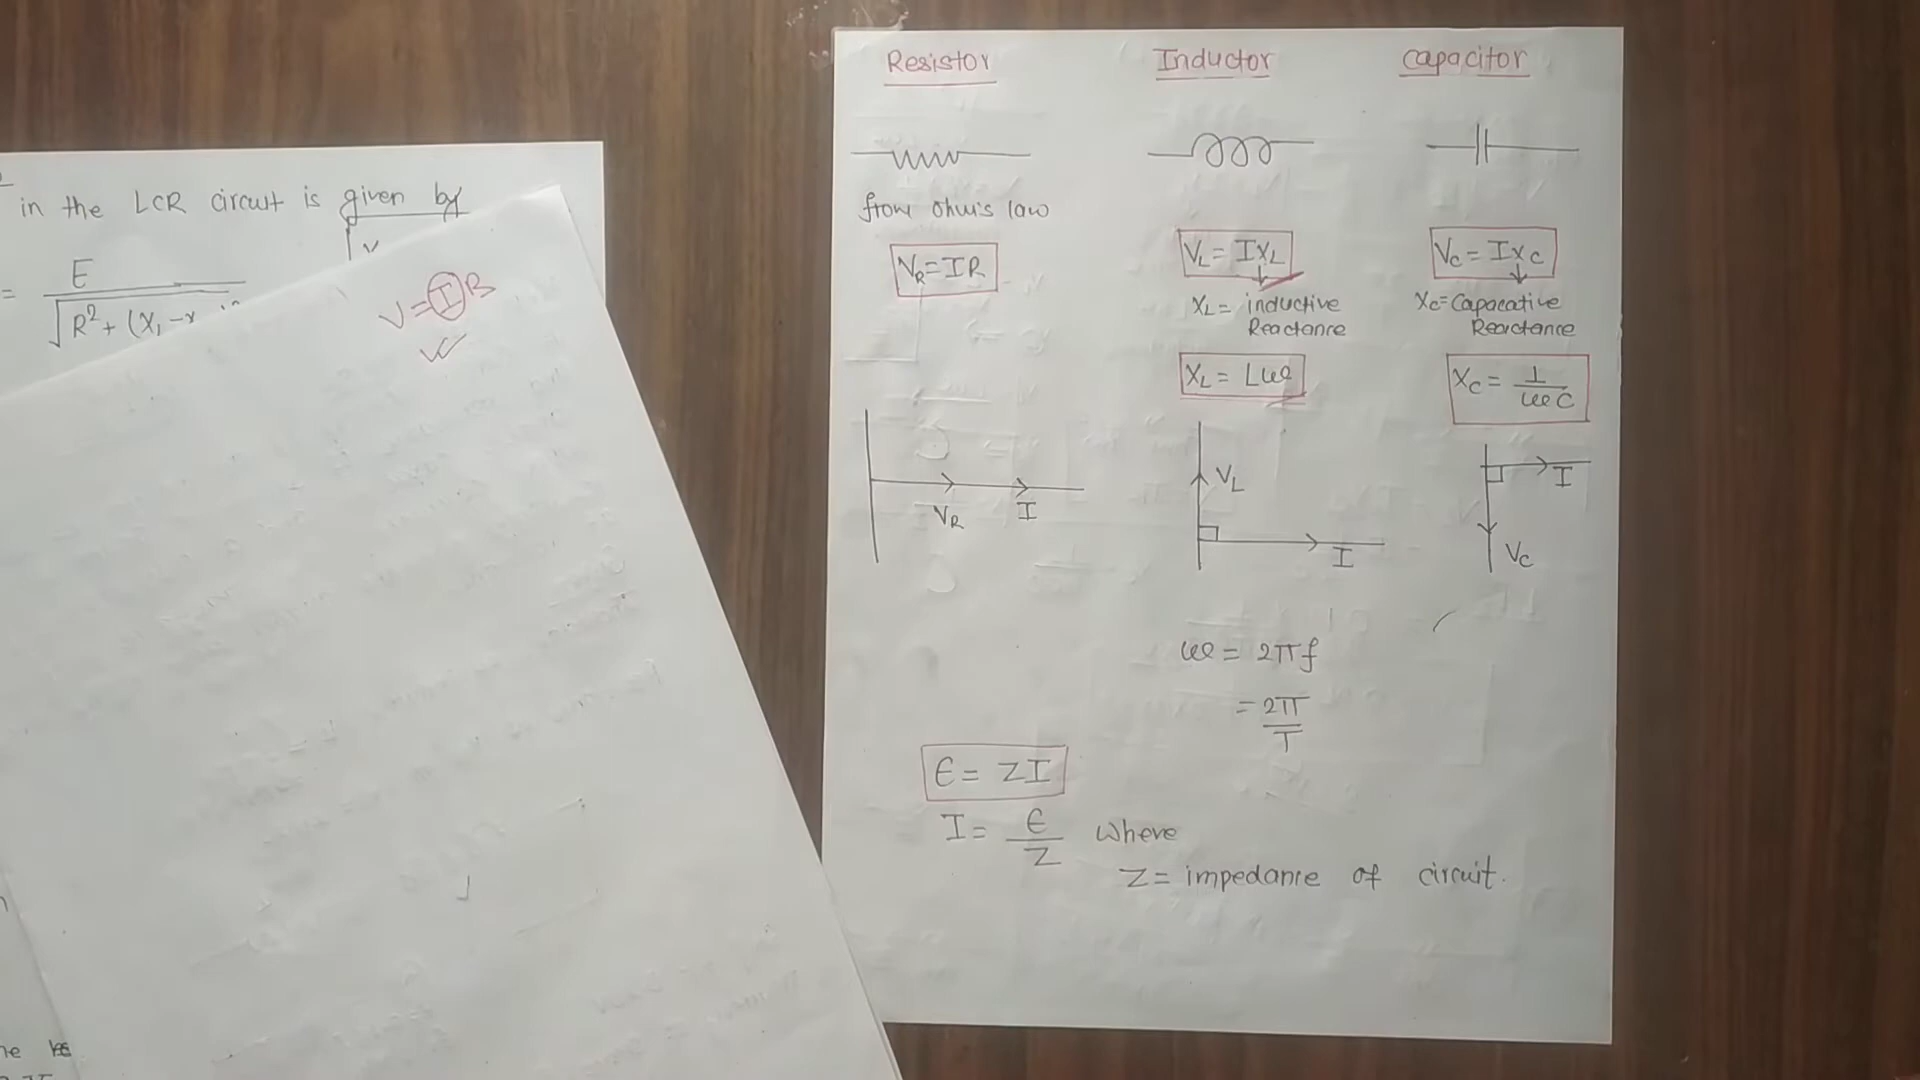 in the LCR circuit is given by
= E
√R² + (X
V = I R
Resistor
from ohm's law
V_R = IR
V_R
I
Inductor
V_L = IX_L
X_L = inductive
Reactance
X_L = Lω
V_L
I
ω = 2πf
= 2π
T
Capacitor
V_C = IX_C
X_C = Capacative
Reactance
X_C = 1
ωC
I
V_C
E = ZI
I = E where
Z
Z = impedance of circuit.